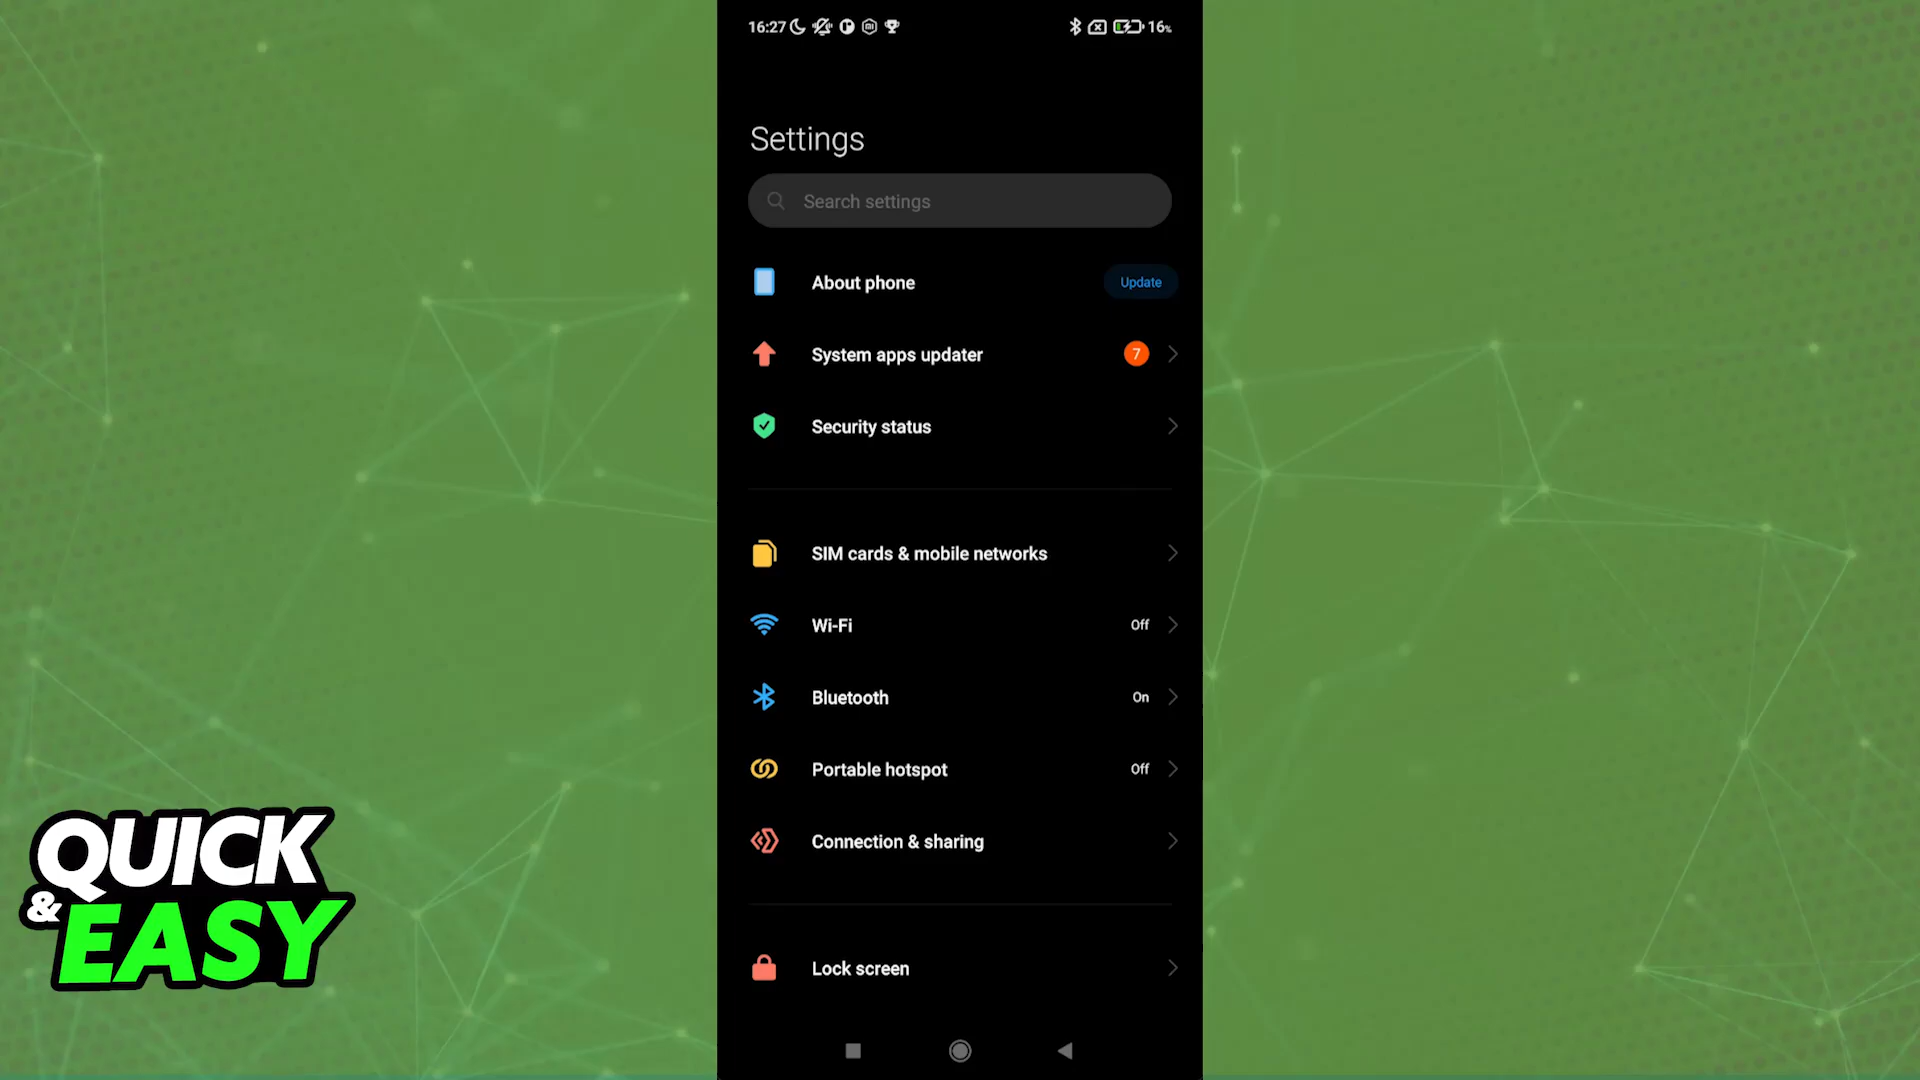 16:27
16%
Settings
Search settings
About phone
Update
System apps updater
7
Security status
SIM cards & mobile networks
Wi-Fi
Off
Bluetooth
On
Portable hotspot
Off
Connection & sharing
Lock screen
QUICK
& EASY